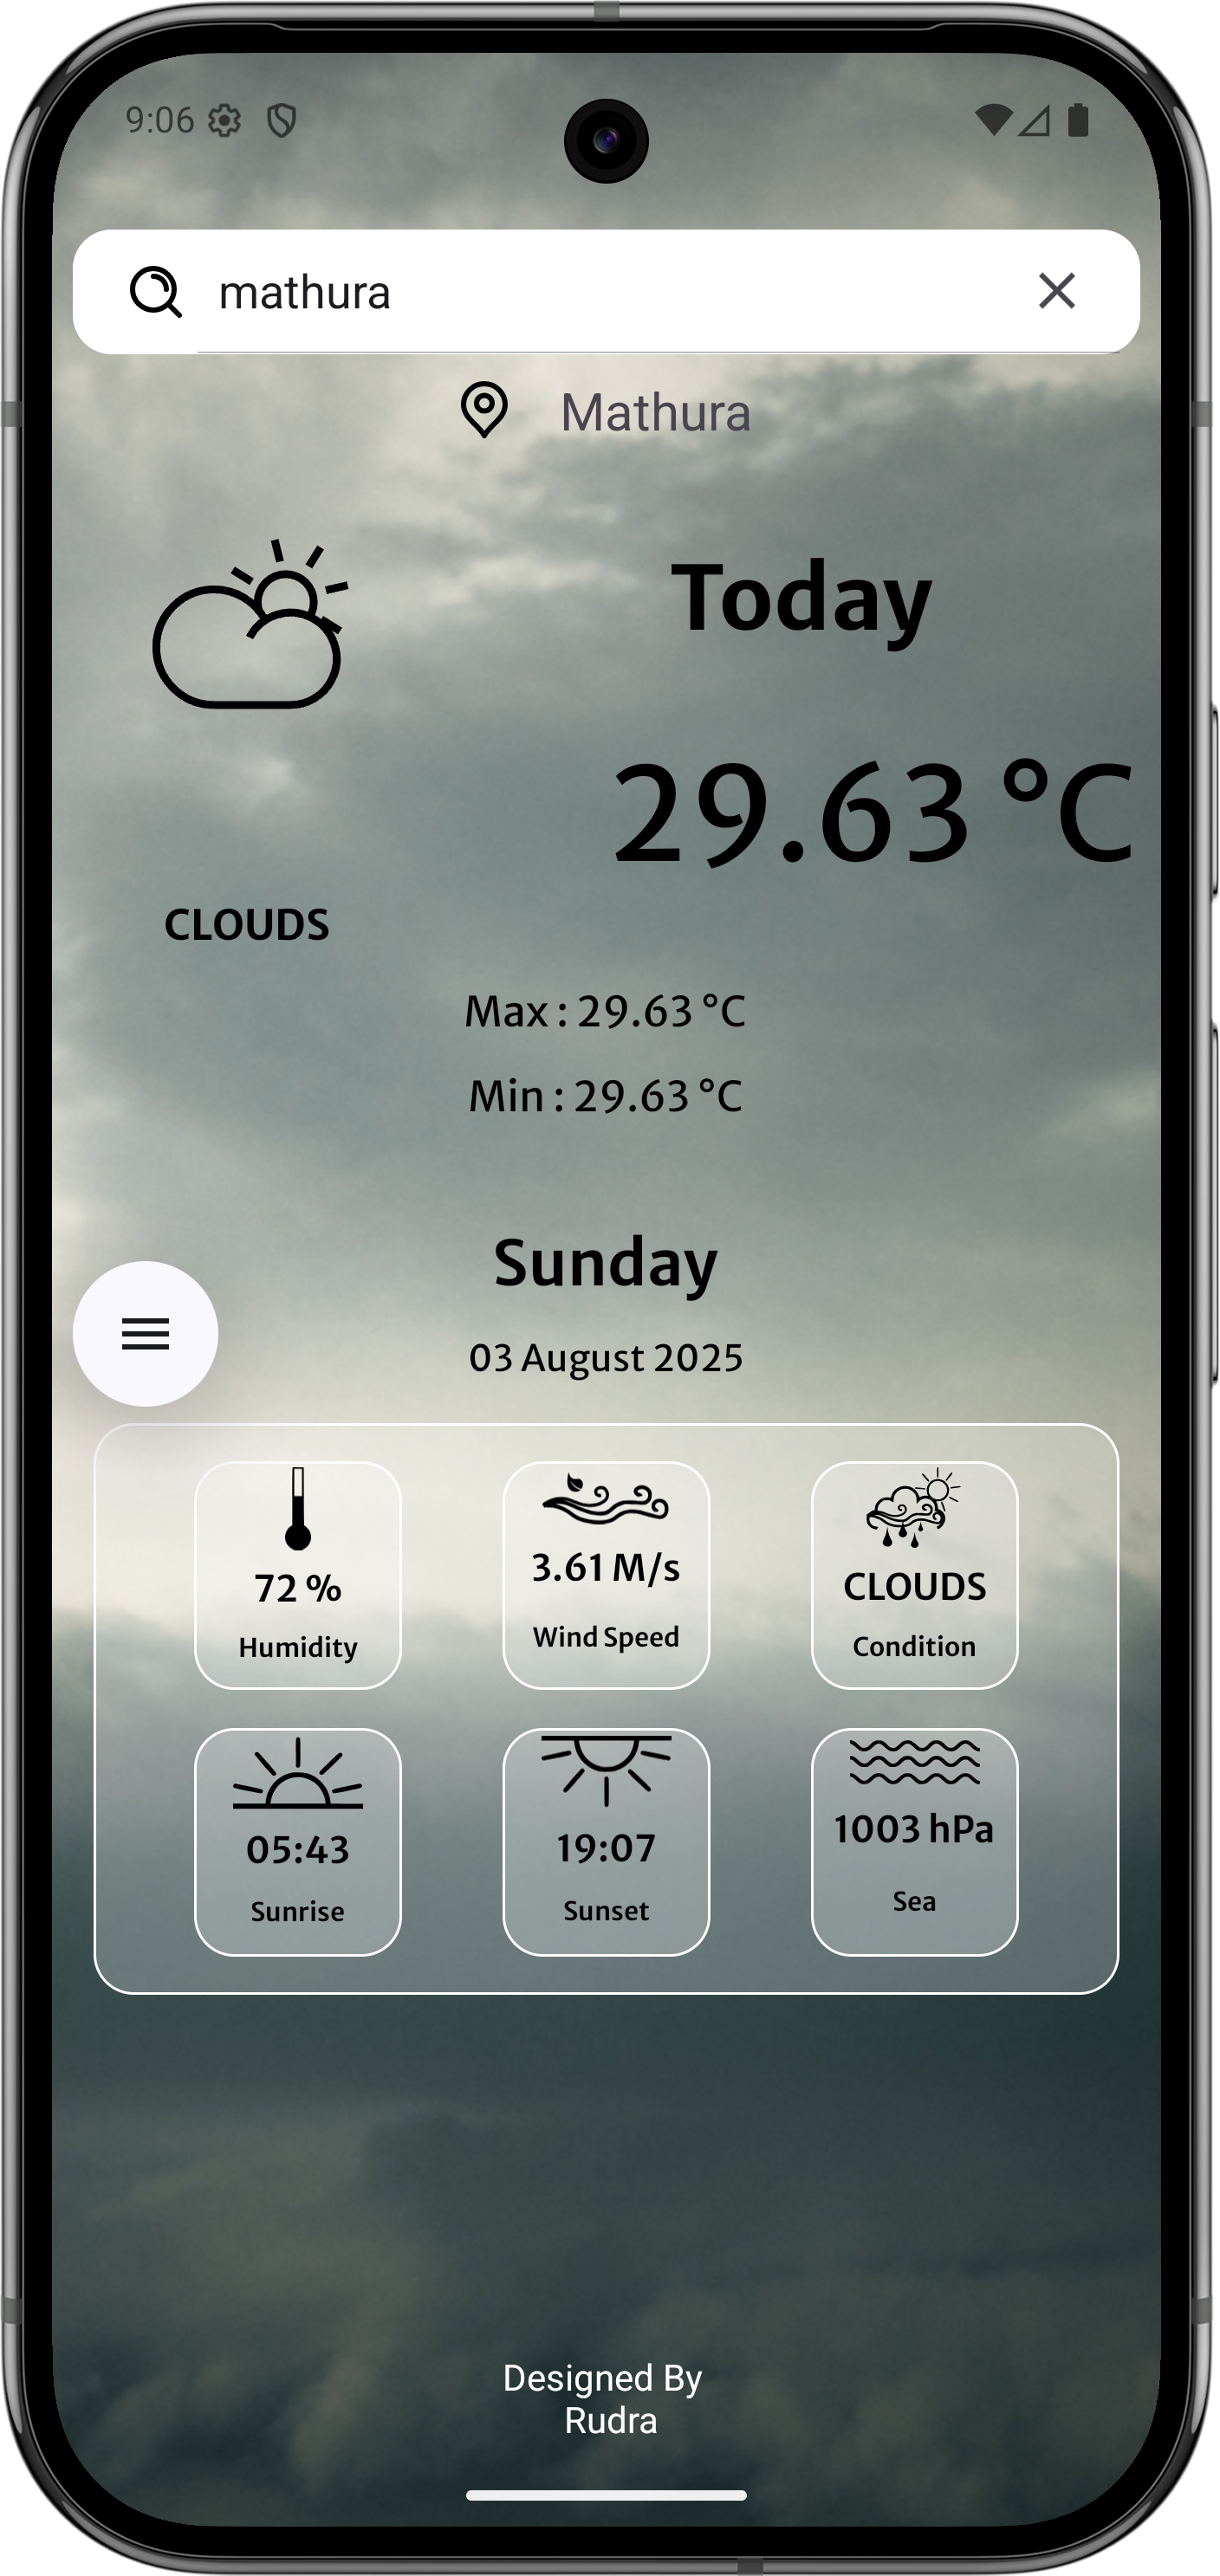 9:06
mathura
Mathura
Today
29.63 °C
CLOUDS
Max : 29.63 °C
Min : 29.63 °C
Sunday
03 August 2025
72 %
Humidity
3.61 M/s
Wind Speed
CLOUDS
Condition
05:43
Sunrise
19:07
Sunset
1003 hPa
Sea
Designed By
Rudra